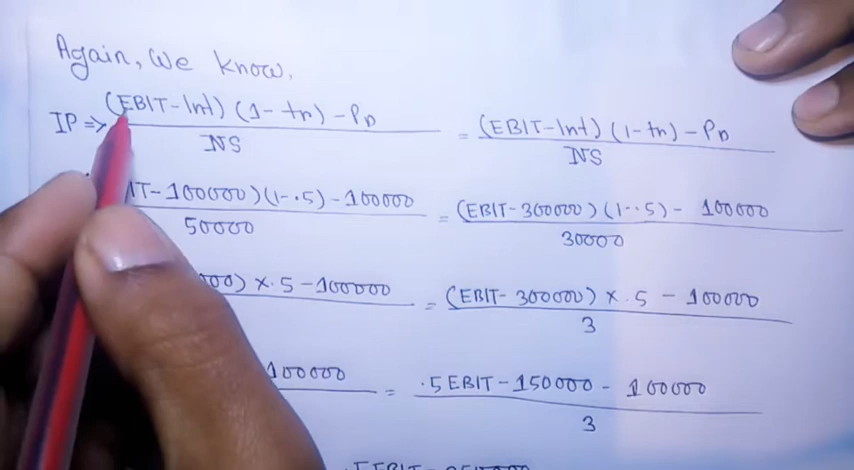 Again, We know,
IP => (EBIT-Int) (1-tn) - PD / NS = (EBIT-Int) (1-tn) - PD / NS
IT-100000)(1-.5) - 100000 / 50000 = (EBIT-300000)(1-.5) - 100000 / 30000
000) x .5 - 100000 = (EBIT- 300000) x .5 - 100000 / 3
100000 = .5 EBIT - 150000 - 100000 / 3